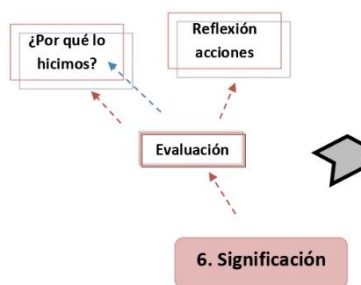 ¿Por qué lo
hicimos?
Reflexión
acciones
Evaluación
6. Significación